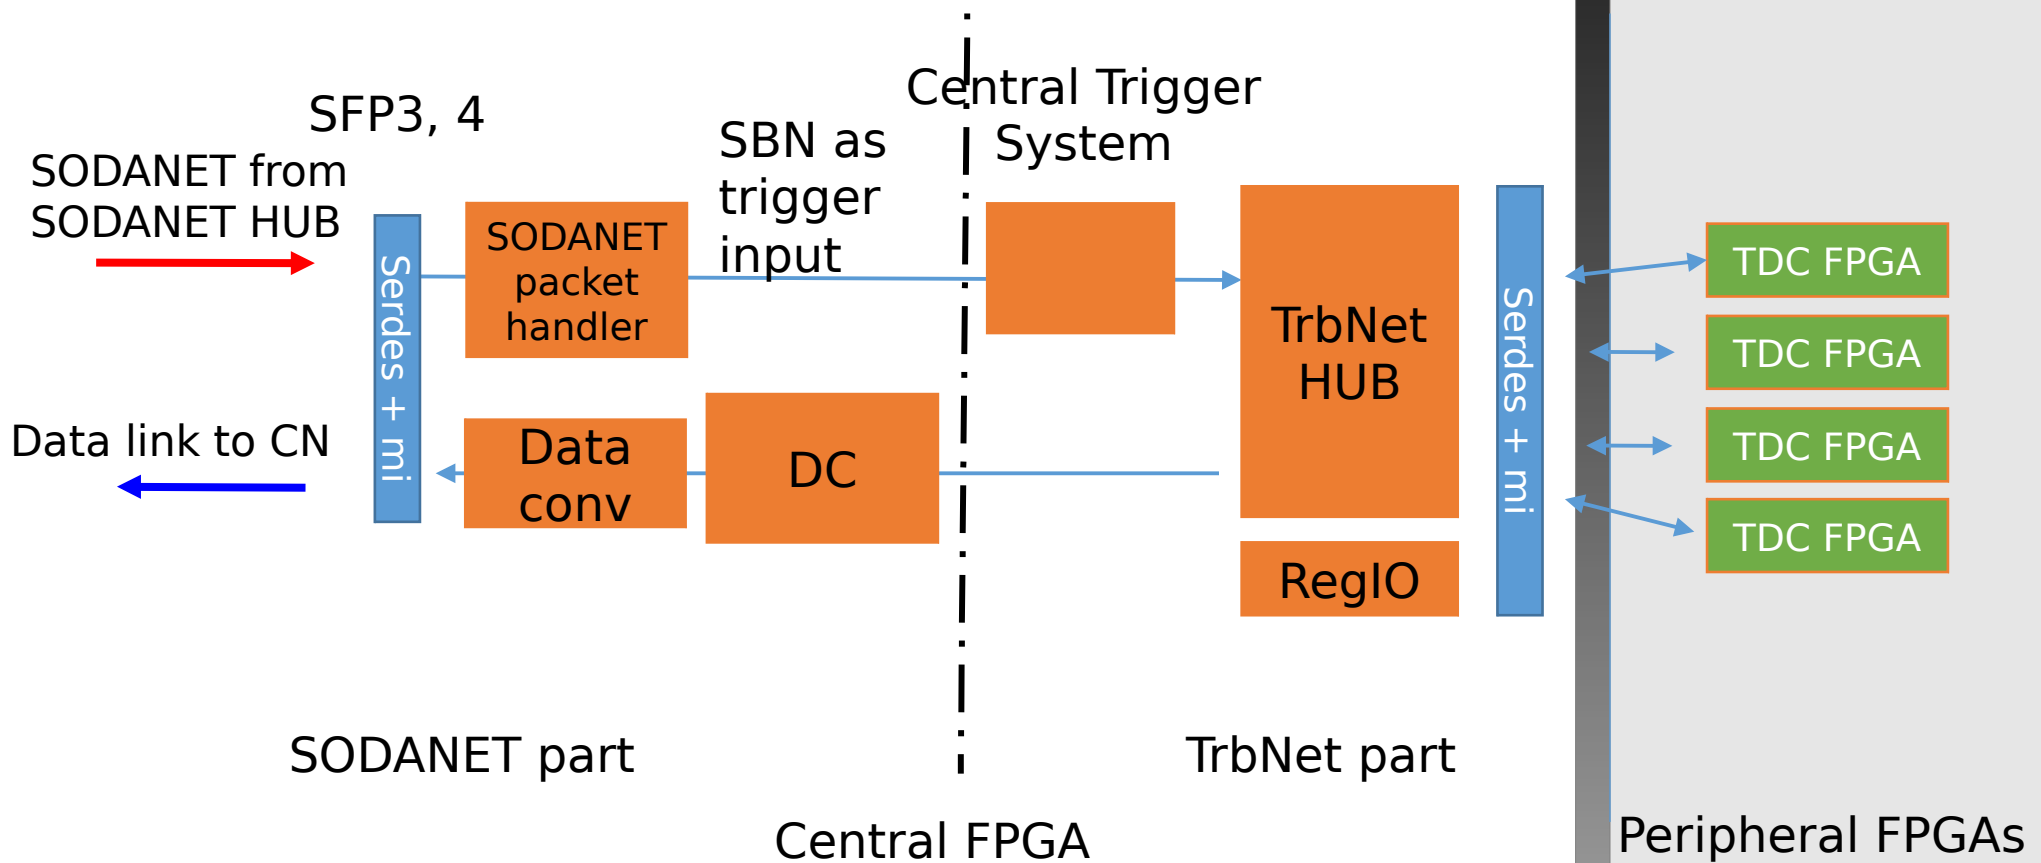 SFP3, 4
SODANET from
SODANET HUB
SBN as
trigger
input
Central Trigger
System
SODANET
packet
handler
Serdes + mi
Data link to CN
Data
conv
DC
TrbNet
HUB
RegIO
Serdes + mi
TDC FPGA
TDC FPGA
TDC FPGA
TDC FPGA
SODANET part
TrbNet part
Central FPGA
Peripheral FPGAs